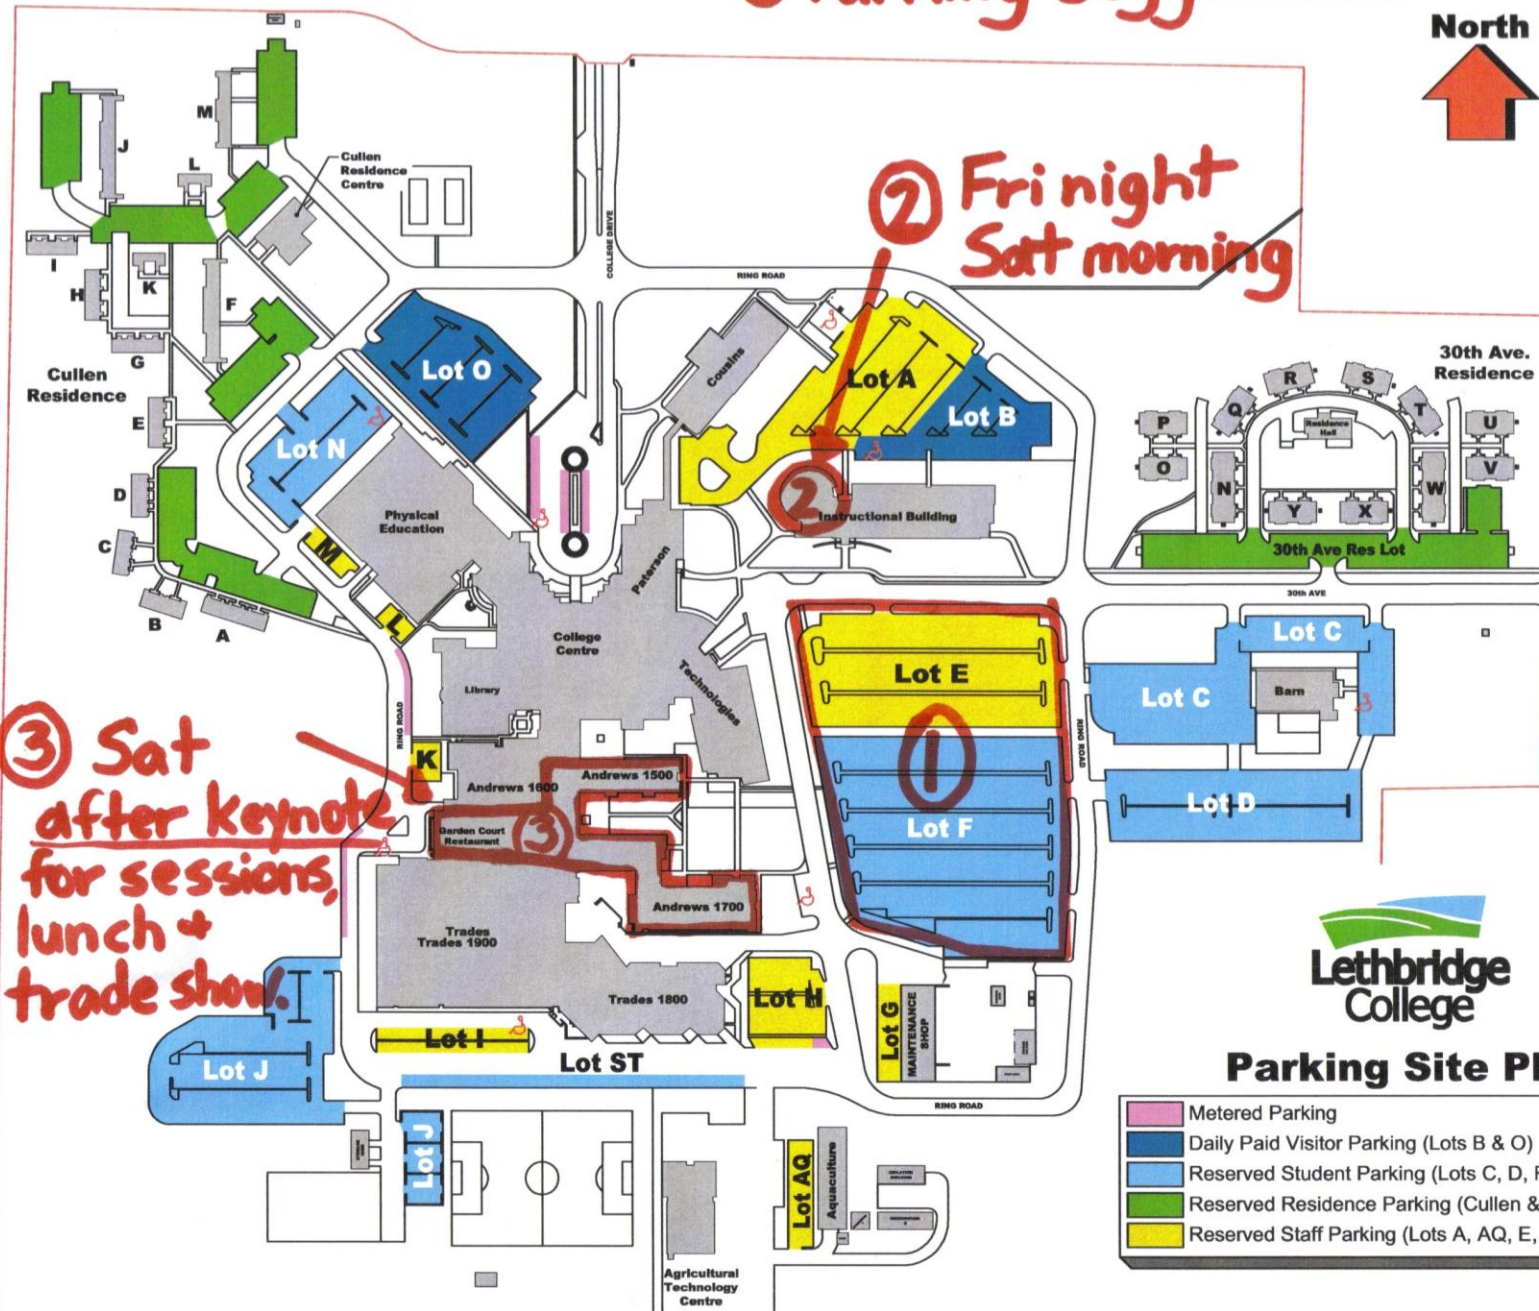 North
M
J
L
Cullen
Residence
Centre
② Fri night
Sat morning
COLLEGE DRIVE
RING ROAD
I
K
H
F
G
Cullen
Residence
Lot O
Cousins
Lot A
Lot B
30th Ave.
Residence
R
S
Q
T
P
U
Residence
Hall
O
V
N
W
Y
X
30th Ave Res Lot
E
Lot N
D
Physical
Education
2
Instructional Building
C
M
Paterson
30th AVE
B
A
L
College
Centre
Lot C
Lot E
Technologies
Library
Lot C
Barn
RING ROAD
RING ROAD
③ Sat
after keynote
for sessions,
lunch +
trade show.
K
①
Andrews 1500
Andrews 1600
Lot D
Garden Court
Restaurant
③
Lot F
Andrews 1700
Trades
Trades 1900
Lethbridge
College
Trades 1800
Lot H
Lot G
MAINTENANCE
SHOP
Lot I
Lot ST
Lot J
RING ROAD
Parking Site
Metered Parking
Daily Paid Visitor Parking (Lots B & O)
Reserved Student Parking (Lots C, D,
Reserved Residence Parking (Cullen &
Reserved Staff Parking (Lots A, AQ, E,
Lot J
Lot AQ
Aquaculture
Agricultural
Technology
Centre